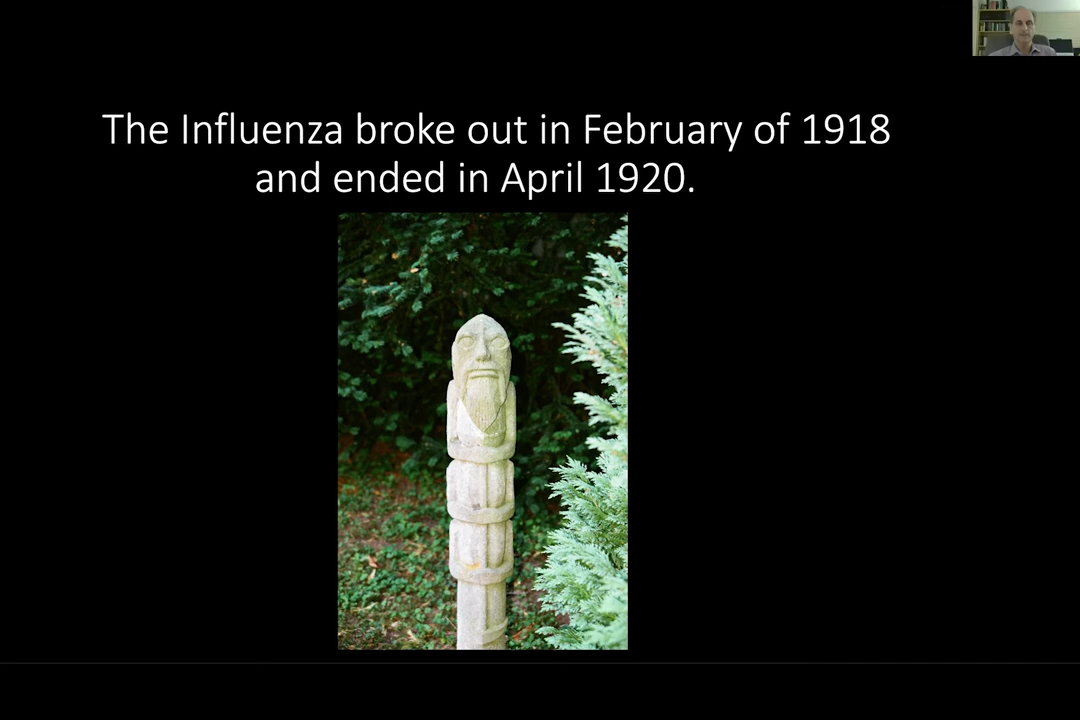 The Influenza broke out in February of 1918
and ended in April 1920.